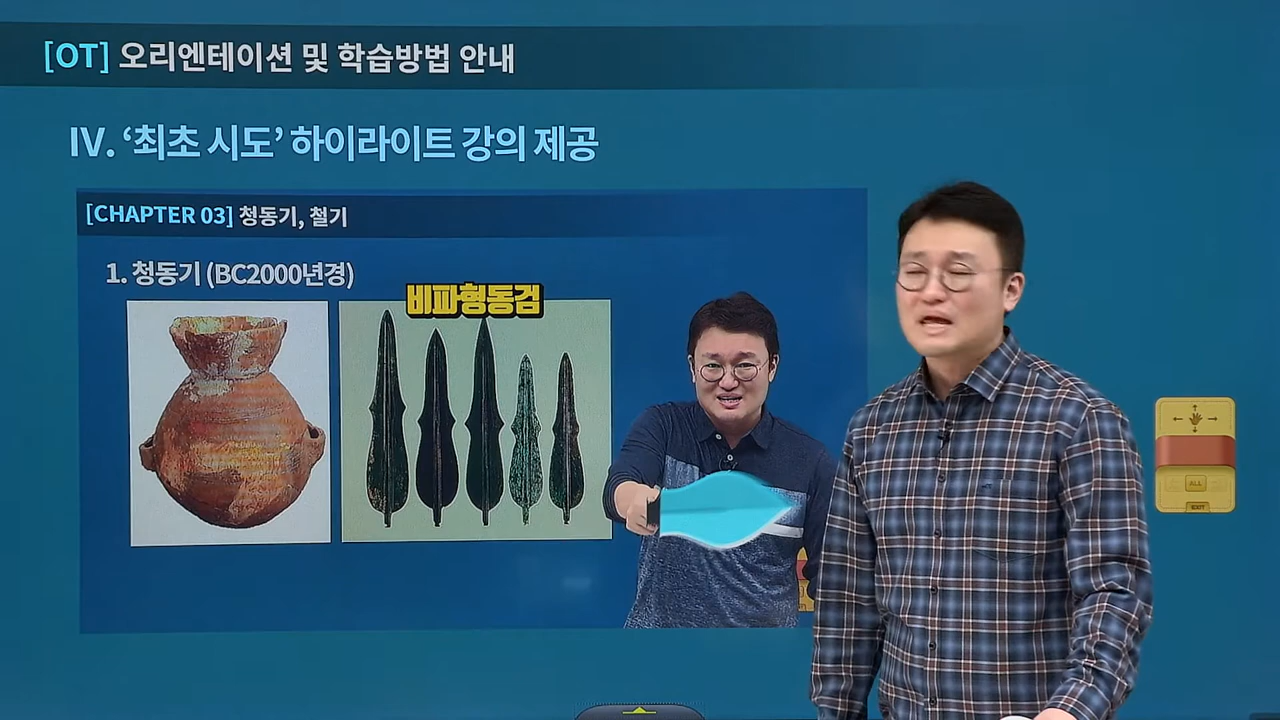 [OT] 오리엔테이션 및 학습방법 안내
Ⅳ. ‘최초 시도’ 하이라이트 강의 제공
[CHAPTER 03] 청동기, 철기
1. 청동기 (BC2000년경)
비파형동검
ALL
EXIT